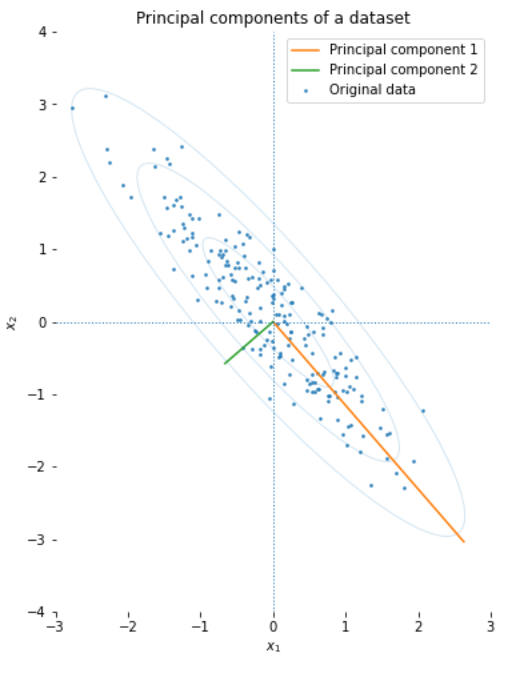 Principal components of a dataset
Principal component 1
Principal component 2
Original data
4
3
2
1
0
−1
−2
−3
−4
x₂
−3 −2 −1 0 1 2 3
x₁